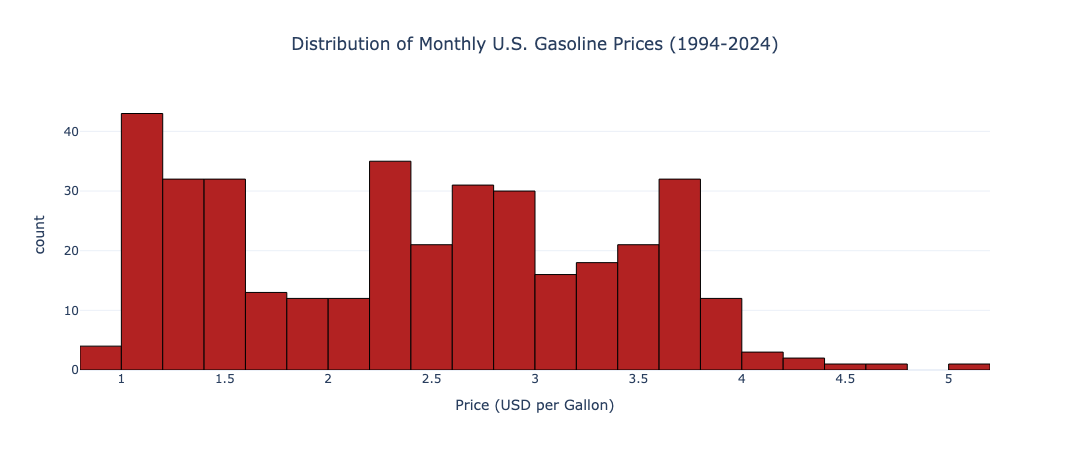 Distribution of Monthly U.S. Gasoline Prices (1994-2024)
count
40
30
20
10
0
1 1.5 2 2.5 3 3.5 4 4.5 5
Price (USD per Gallon)